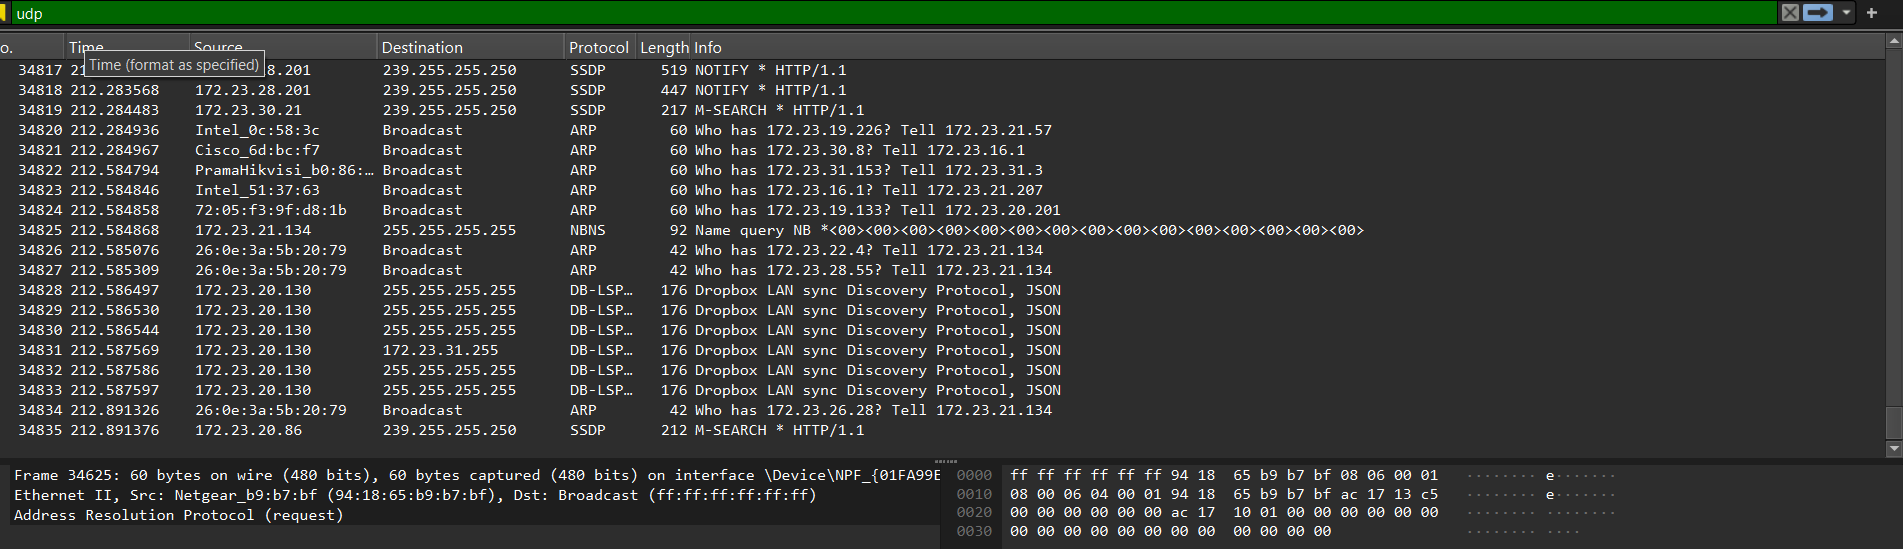 udp
o. Time Source Destination Protocol Length Info
Time (format as specified)
34817 21 8.201 239.255.255.250 SSDP 519 NOTIFY * HTTP/1.1
34818 212.283568 172.23.28.201 239.255.255.250 SSDP 447 NOTIFY * HTTP/1.1
34819 212.284483 172.23.30.21 239.255.255.250 SSDP 217 M-SEARCH * HTTP/1.1
34820 212.284936 Intel_0c:58:3c Broadcast ARP 60 Who has 172.23.19.226? Tell 172.23.21.57
34821 212.284967 Cisco_6d:bc:f7 Broadcast ARP 60 Who has 172.23.30.8? Tell 172.23.16.1
34822 212.584794 PramaHikvisi_b0:86:… Broadcast ARP 60 Who has 172.23.31.153? Tell 172.23.31.3
34823 212.584846 Intel_51:37:63 Broadcast ARP 60 Who has 172.23.16.1? Tell 172.23.21.207
34824 212.584858 72:05:f3:9f:d8:1b Broadcast ARP 60 Who has 172.23.19.133? Tell 172.23.20.201
34825 212.584868 172.23.21.134 255.255.255.255 NBNS 92 Name query NB *<00><00><00><00><00><00><00><00><00><00><00><00><00><00><00>
34826 212.585076 26:0e:3a:5b:20:79 Broadcast ARP 42 Who has 172.23.22.4? Tell 172.23.21.134
34827 212.585309 26:0e:3a:5b:20:79 Broadcast ARP 42 Who has 172.23.28.55? Tell 172.23.21.134
34828 212.586497 172.23.20.130 255.255.255.255 DB-LSP… 176 Dropbox LAN sync Discovery Protocol, JSON
34829 212.586530 172.23.20.130 255.255.255.255 DB-LSP… 176 Dropbox LAN sync Discovery Protocol, JSON
34830 212.586544 172.23.20.130 255.255.255.255 DB-LSP… 176 Dropbox LAN sync Discovery Protocol, JSON
34831 212.587569 172.23.20.130 172.23.31.255 DB-LSP… 176 Dropbox LAN sync Discovery Protocol, JSON
34832 212.587586 172.23.20.130 255.255.255.255 DB-LSP… 176 Dropbox LAN sync Discovery Protocol, JSON
34833 212.587597 172.23.20.130 255.255.255.255 DB-LSP… 176 Dropbox LAN sync Discovery Protocol, JSON
34834 212.891326 26:0e:3a:5b:20:79 Broadcast ARP 42 Who has 172.23.26.28? Tell 172.23.21.134
34835 212.891376 172.23.20.86 239.255.255.250 SSDP 212 M-SEARCH * HTTP/1.1
Frame 34625: 60 bytes on wire (480 bits), 60 bytes captured (480 bits) on interface \Device\NPF_{01FA99E
Ethernet II, Src: Netgear_b9:b7:bf (94:18:65:b9:b7:bf), Dst: Broadcast (ff:ff:ff:ff:ff:ff)
Address Resolution Protocol (request)
0000 ff ff ff ff ff ff 94 18 65 b9 b7 bf 08 06 00 01 ········ e·······
0010 08 00 06 04 00 01 94 18 65 b9 b7 bf ac 17 13 c5 ········ e·······
0020 00 00 00 00 00 00 ac 17 10 01 00 00 00 00 00 00 ········ ········
0030 00 00 00 00 00 00 00 00 00 00 00 00 ········ ····